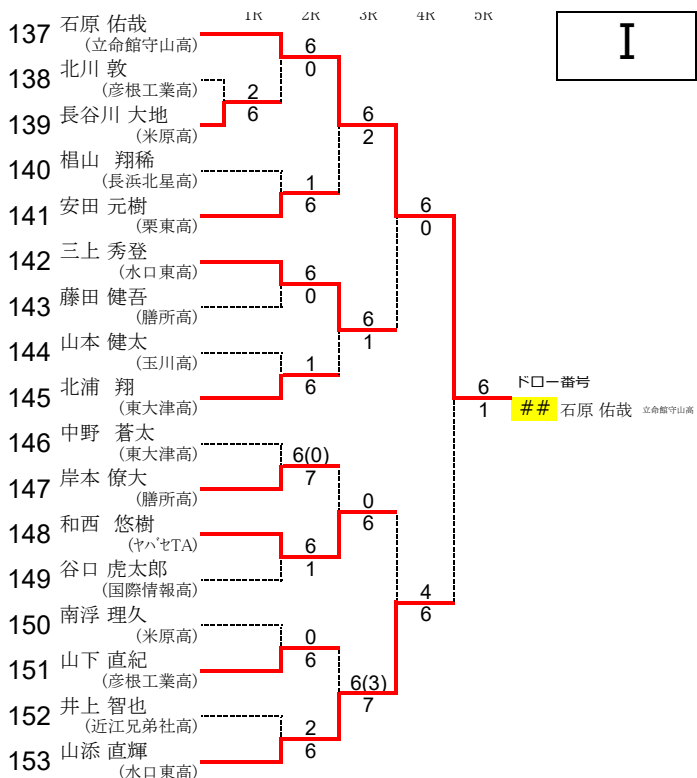 1R 2R 3R 4R 5R
I
137 石原 佑哉
(立命館守山高)
138 北川 敦
(彦根工業高)
139 長谷川 大地
(米原高)
140 椙山 翔稀
(長浜北星高)
141 安田 元樹
(栗東高)
142 三上 秀登
(水口東高)
143 藤田 健吾
(膳所高)
144 山本 健太
(玉川高)
145 北浦 翔
(東大津高)
146 中野 蒼太
(東大津高)
147 岸本 僚大
(膳所高)
148 和西 悠樹
(ヤバセTA)
149 谷口 虎太郎
(国際情報高)
150 南浮 理久
(米原高)
151 山下 直紀
(彦根工業高)
152 井上 智也
(近江兄弟社高)
153 山添 直輝
(水口東高)
2
6
6
0
1
6
6
0
1
6
6(0)
7
6
1
0
6
2
6
6
2
6
1
0
6
6(3)
7
6
0
4
6
6
1
ドロー番号
## 石原 佑哉 立命館守山高